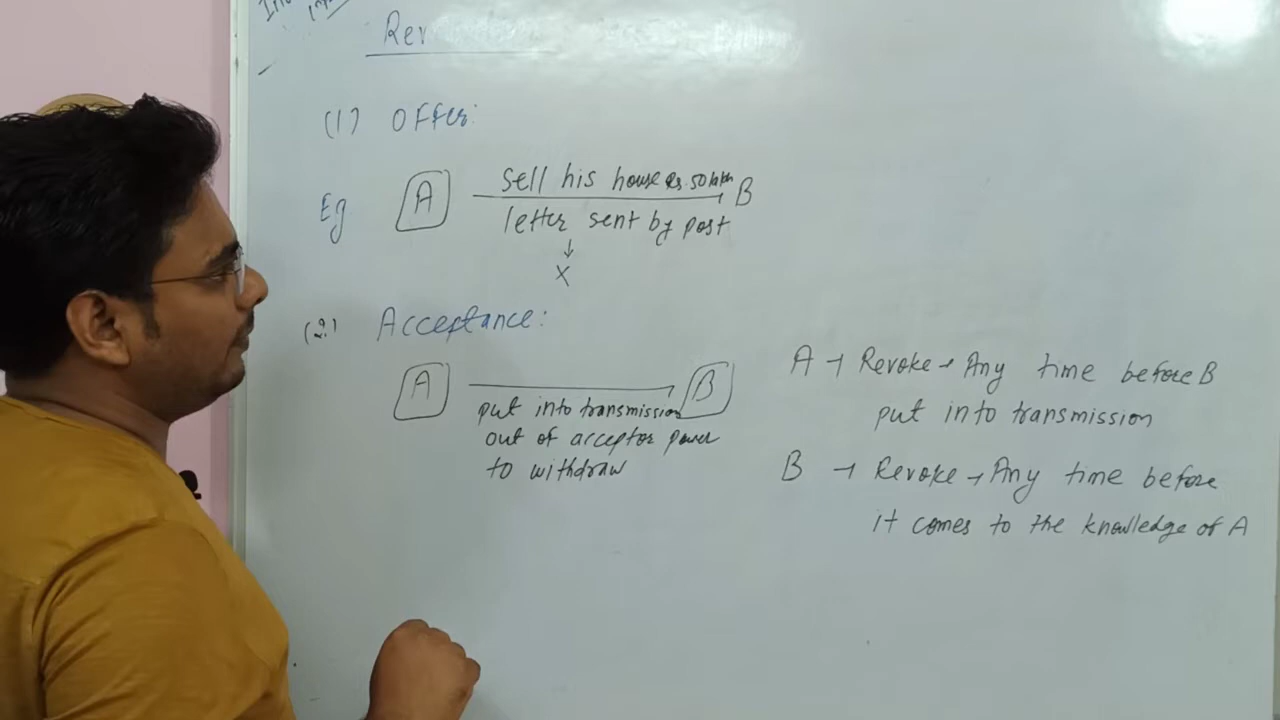 Rev
(1) Offer:
Eg A sell his house Rs. 50 lakh B
letter sent by post
↓
X
(2.) Acceptance:
A → B
put into transmission
out of acceptor power
to withdraw
A → Revoke → Any time before B
put into transmission
B → Revoke → Any time before
it comes to the knowledge of A